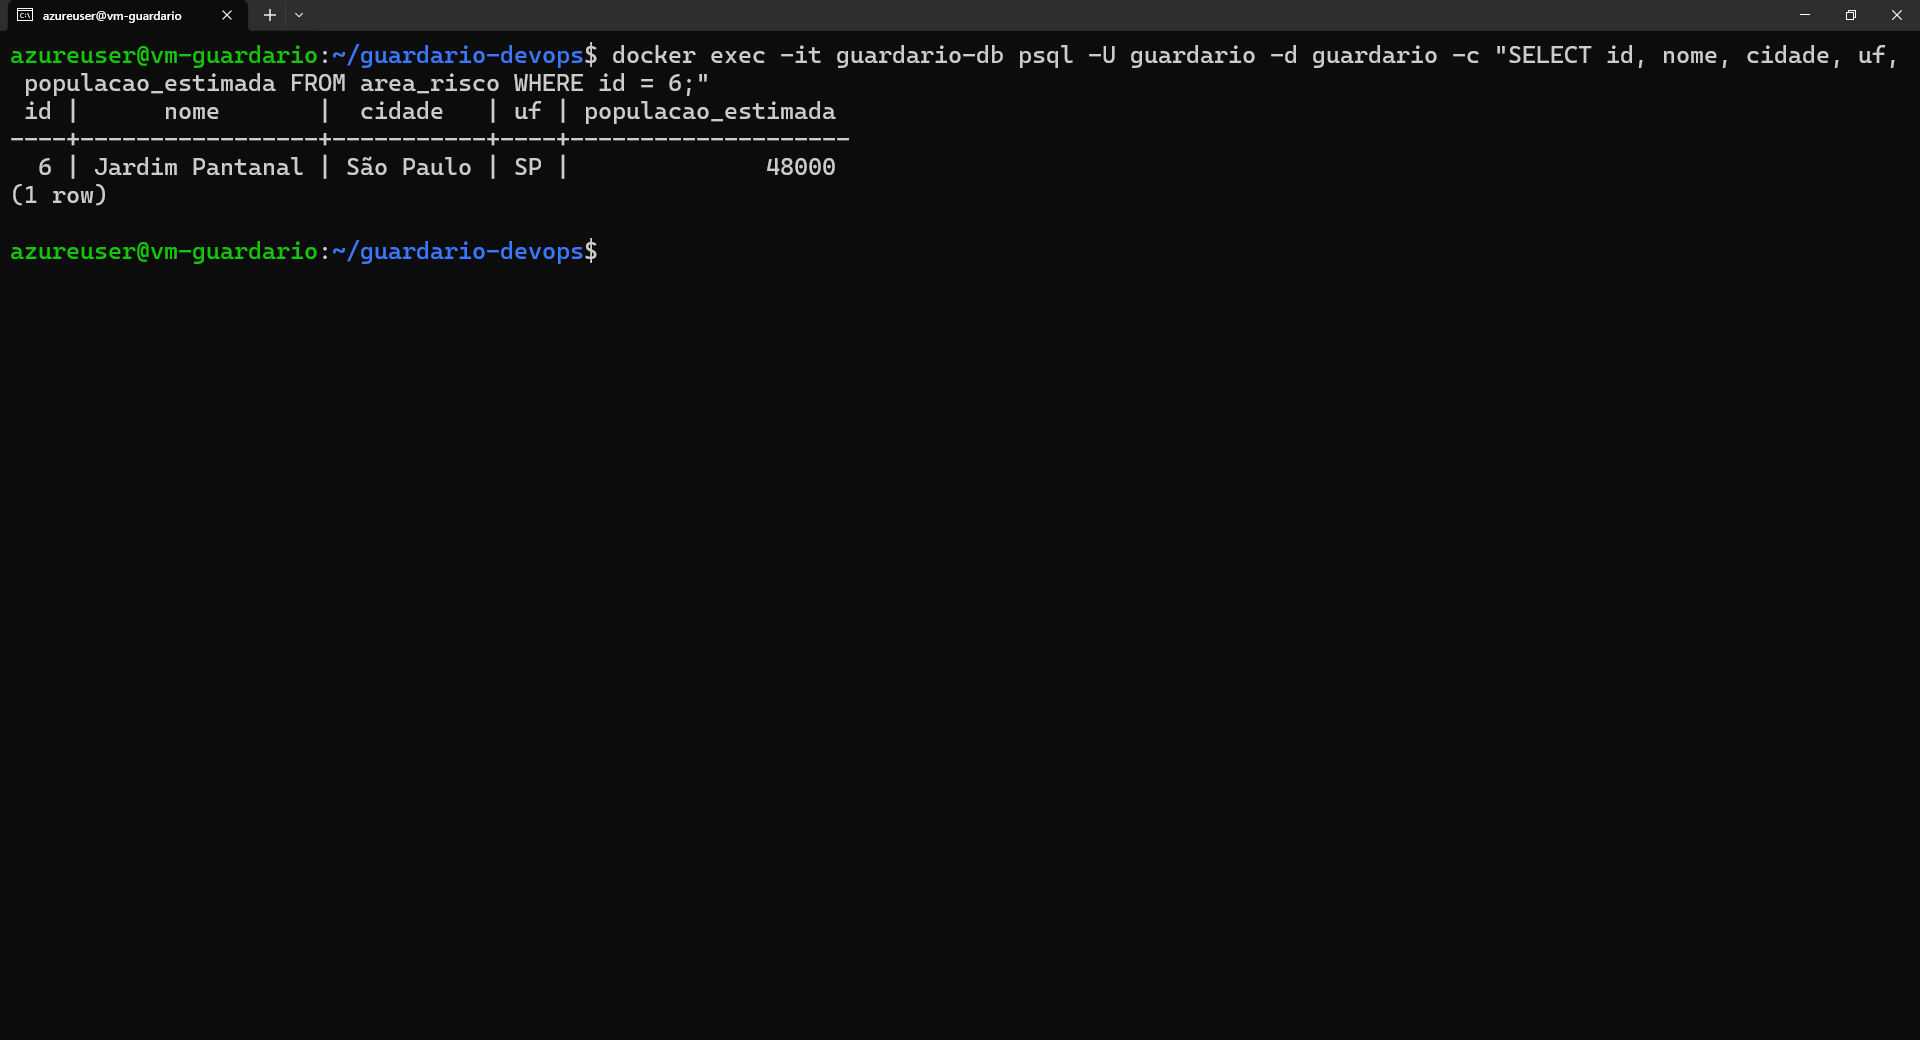 azureuser@vm-guardario
azureuser@vm-guardario:~/guardario-devops$ docker exec -it guardario-db psql -U guardario -d guardario -c "SELECT id, nome, cidade, uf,
 populacao_estimada FROM area_risco WHERE id = 6;"
 id |      nome       |  cidade   | uf | populacao_estimada
----+-----------------+-----------+----+--------------------
  6 | Jardim Pantanal | São Paulo | SP |              48000
(1 row)
azureuser@vm-guardario:~/guardario-devops$